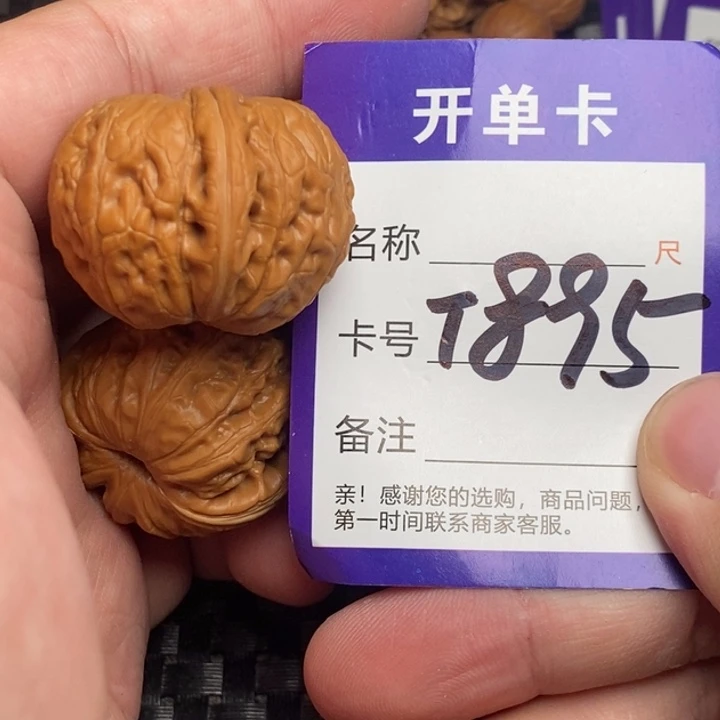 开单卡
名称 尺
卡号 T895
备注
亲！感谢您的选购，商品问题，
第一时间联系商家客服。